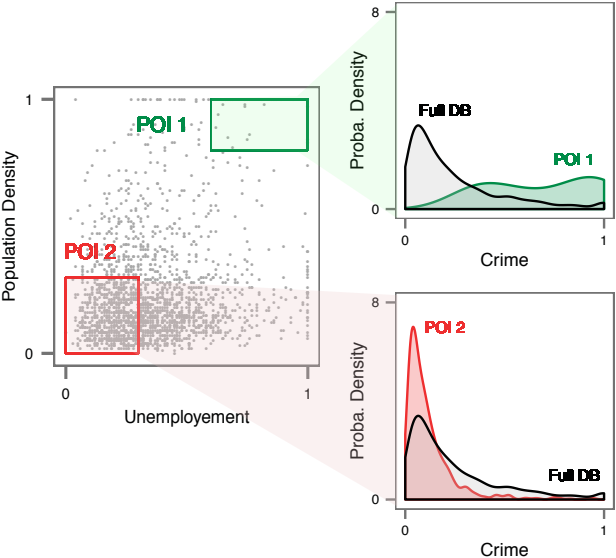 1
0
Population Density
POI 1
POI 2
0
1
Unemployement
8
0
Proba. Density
Full DB
POI 1
0
1
Crime
8
0
Proba. Density
POI 2
Full DB
0
1
Crime